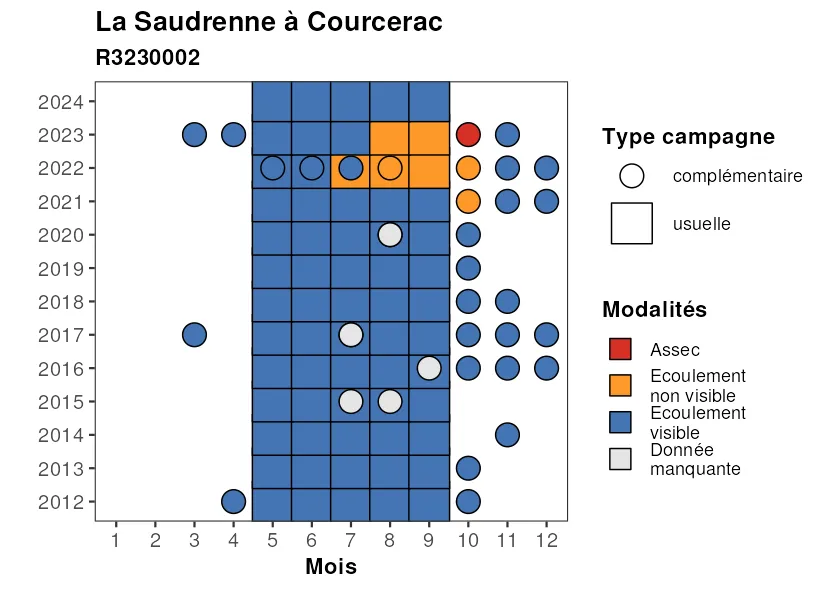 La Saudrenne à Courcerac
R3230002
2024
2023
2022
2021
2020
2019
2018
2017
2016
2015
2014
2013
2012
1 2 3 4 5 6 7 8 9 10 11 12
Mois
Type campagne
complémentaire
usuelle
Modalités
Assec
Ecoulement
non visible
Ecoulement
visible
Donnée
manquante